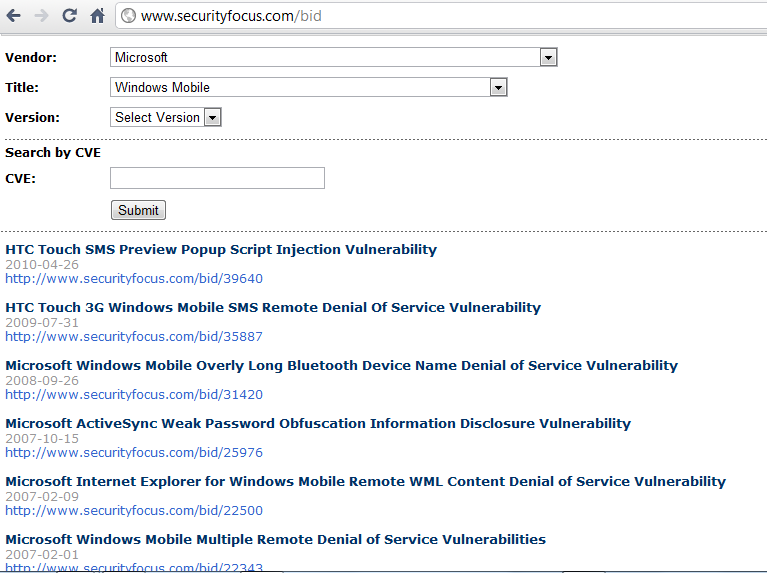 www.securityfocus.com/bid
Vendor: Microsoft
Title: Windows Mobile
Version: Select Version
Search by CVE
CVE:
Submit
HTC Touch SMS Preview Popup Script Injection Vulnerability
2010-04-26
http://www.securityfocus.com/bid/39640
HTC Touch 3G Windows Mobile SMS Remote Denial Of Service Vulnerability
2009-07-31
http://www.securityfocus.com/bid/35887
Microsoft Windows Mobile Overly Long Bluetooth Device Name Denial of Service Vulnerability
2008-09-26
http://www.securityfocus.com/bid/31420
Microsoft ActiveSync Weak Password Obfuscation Information Disclosure Vulnerability
2007-10-15
http://www.securityfocus.com/bid/25976
Microsoft Internet Explorer for Windows Mobile Remote WML Content Denial of Service Vulnerability
2007-02-09
http://www.securityfocus.com/bid/22500
Microsoft Windows Mobile Multiple Remote Denial of Service Vulnerabilities
2007-02-01
http://www.securityfocus.com/bid/22343